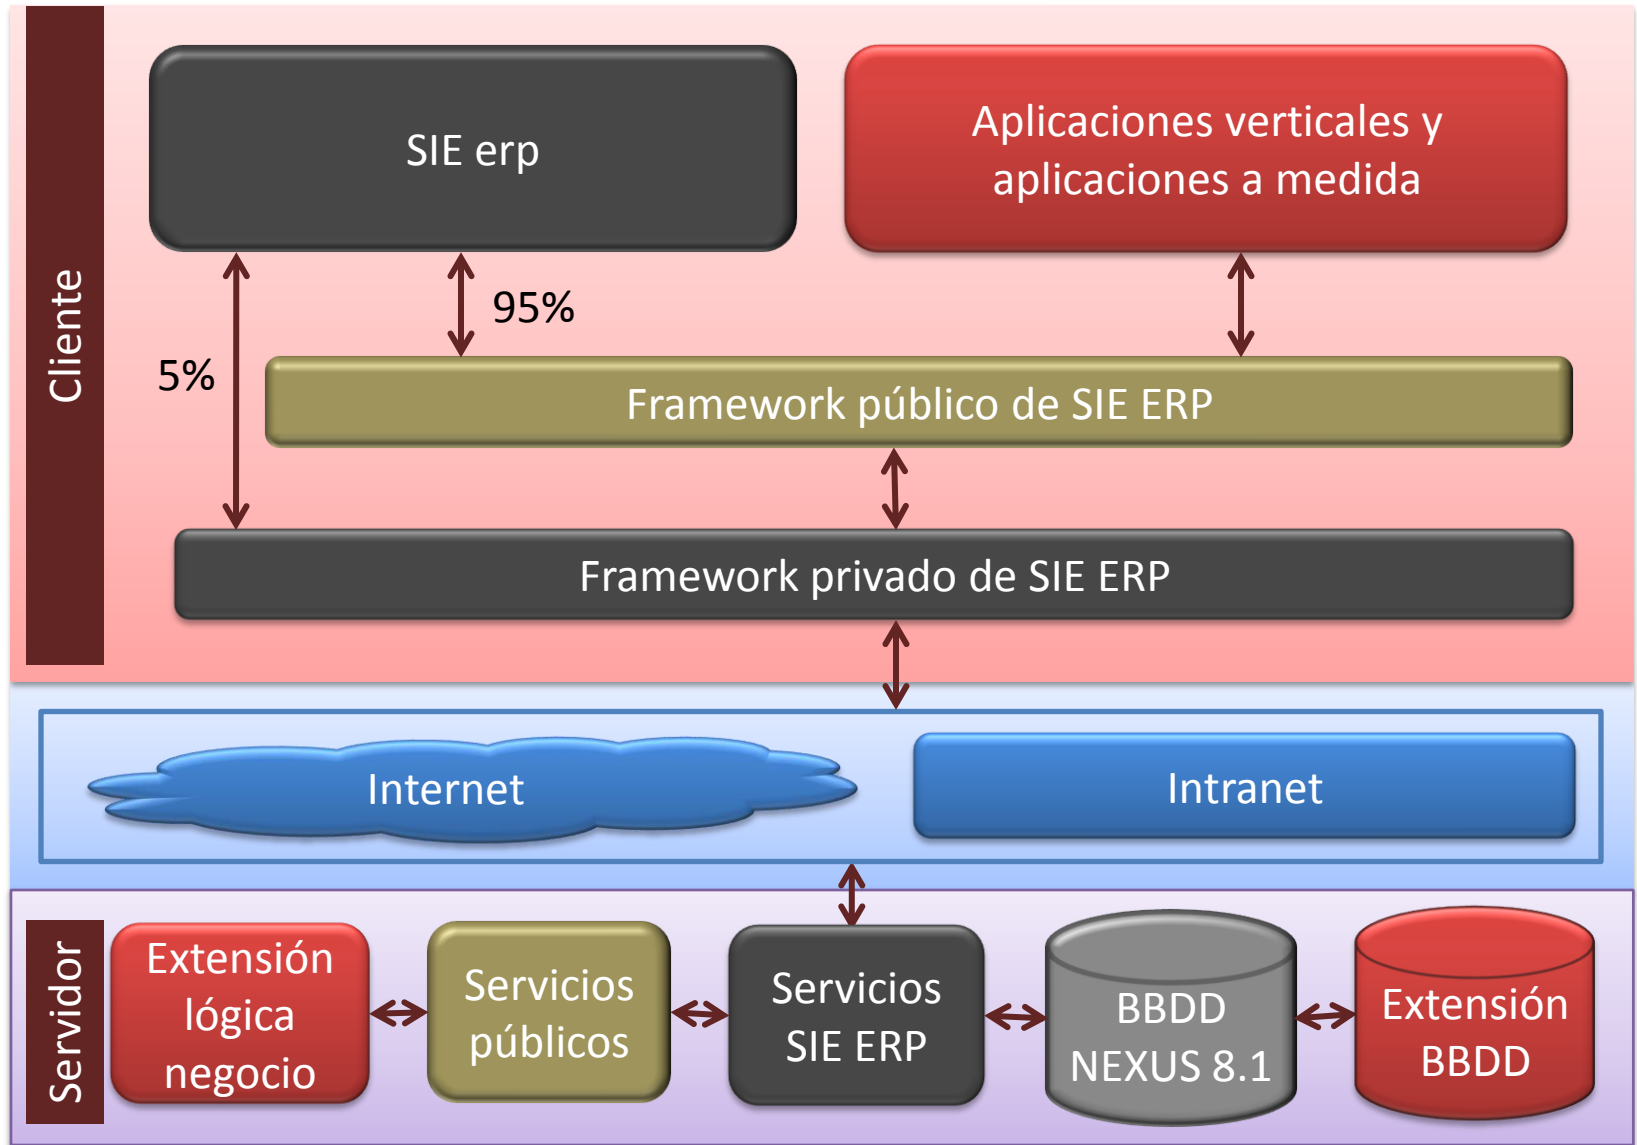 Cliente
SIE erp
Aplicaciones verticales y
aplicaciones a medida
95%
5%
Framework público de SIE ERP
Framework privado de SIE ERP
Internet
Intranet
Servidor
Extensión
lógica
negocio
Servicios
públicos
Servicios
SIE ERP
BBDD
NEXUS 8.1
Extensión
BBDD